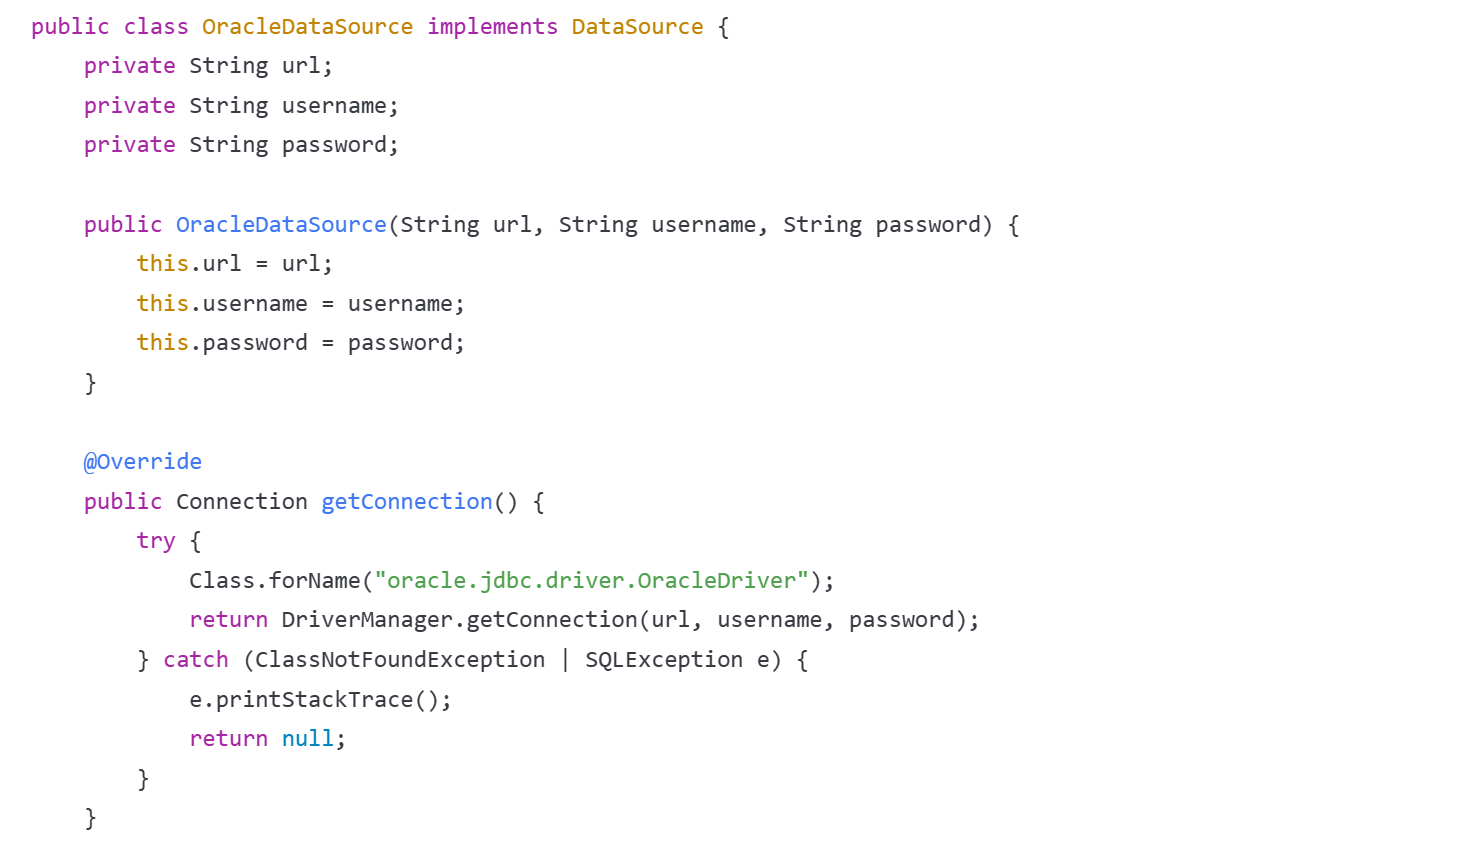 public class OracleDataSource implements DataSource {
    private String url;
    private String username;
    private String password;

    public OracleDataSource(String url, String username, String password) {
        this.url = url;
        this.username = username;
        this.password = password;
    }

    @Override
    public Connection getConnection() {
        try {
            Class.forName("oracle.jdbc.driver.OracleDriver");
            return DriverManager.getConnection(url, username, password);
        } catch (ClassNotFoundException | SQLException e) {
            e.printStackTrace();
            return null;
        }
    }